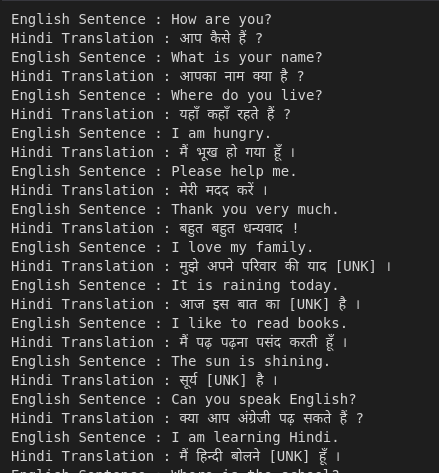 English Sentence : How are you?
Hindi Translation : आप कैसे हैं ?
English Sentence : What is your name?
Hindi Translation : आपका नाम क्या है ?
English Sentence : Where do you live?
Hindi Translation : यहाँ कहाँ रहते हैं ?
English Sentence : I am hungry.
Hindi Translation : मैं भूख हो गया हूँ ।
English Sentence : Please help me.
Hindi Translation : मेरी मदद करें ।
English Sentence : Thank you very much.
Hindi Translation : बहुत बहुत धन्यवाद !
English Sentence : I love my family.
Hindi Translation : मुझे अपने परिवार की याद [UNK] ।
English Sentence : It is raining today.
Hindi Translation : आज इस बात का [UNK] है ।
English Sentence : I like to read books.
Hindi Translation : मैं पढ़ पढ़ना पसंद करती हूँ ।
English Sentence : The sun is shining.
Hindi Translation : सूर्य [UNK] है ।
English Sentence : Can you speak English?
Hindi Translation : क्या आप अंग्रेजी पढ़ सकते हैं ?
English Sentence : I am learning Hindi.
Hindi Translation : मैं हिन्दी बोलने [UNK] हूँ ।